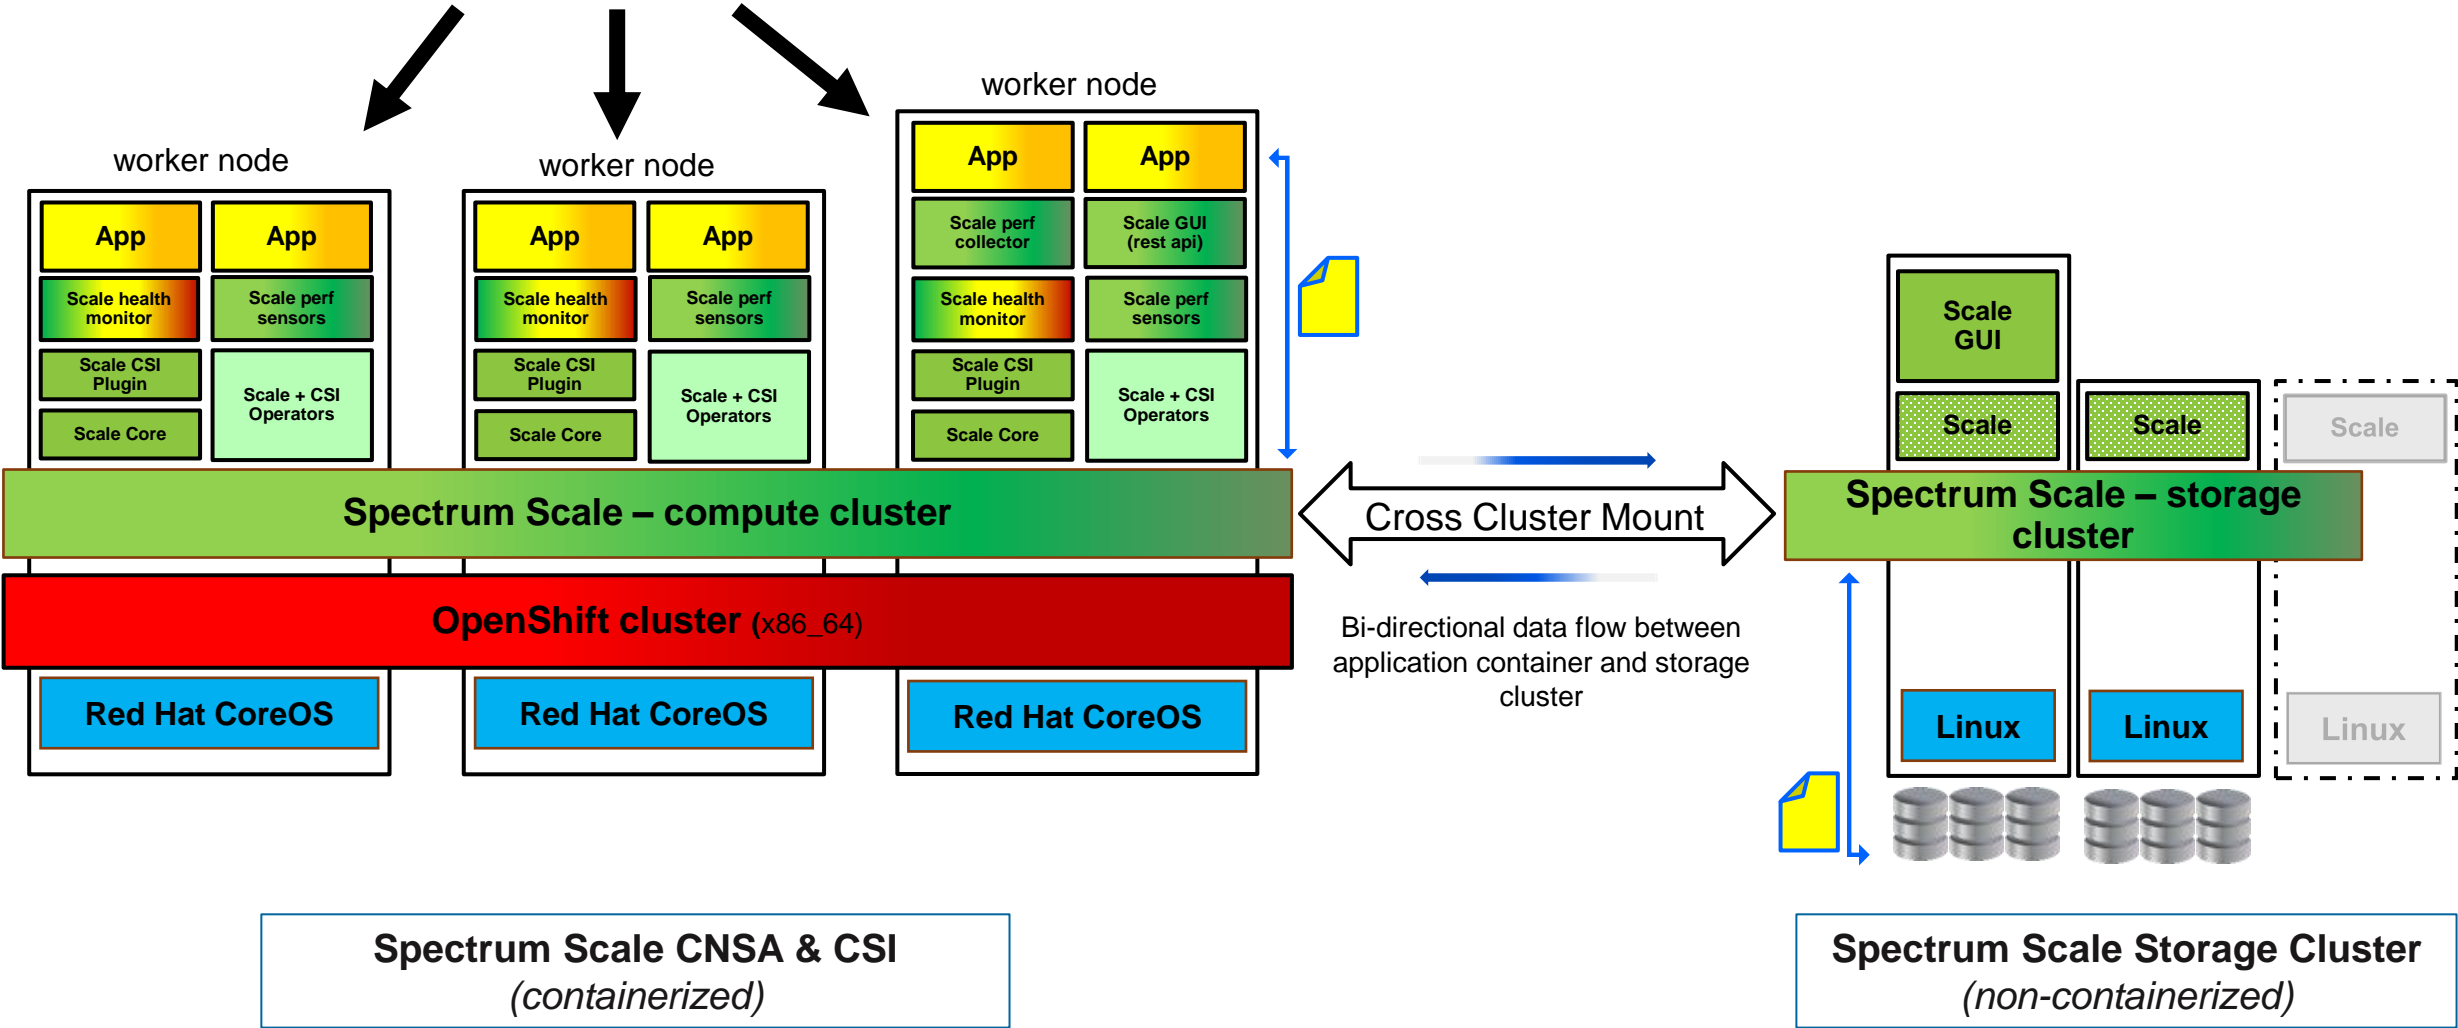 worker node
App
App
Scale health
monitor
Scale perf
sensors
Scale CSI
Plugin
Scale + CSI
Operators
Scale Core
worker node
App
App
Scale health
monitor
Scale perf
sensors
Scale CSI
Plugin
Scale + CSI
Operators
Scale Core
worker node
App
App
Scale perf
collector
Scale GUI
(rest api)
Scale health
monitor
Scale perf
sensors
Scale CSI
Plugin
Scale + CSI
Operators
Scale Core
Spectrum Scale – compute cluster
OpenShift cluster (x86_64)
Red Hat CoreOS
Red Hat CoreOS
Red Hat CoreOS
Cross Cluster Mount
Bi-directional data flow between
application container and storage
cluster
Scale
GUI
Scale
Scale
Scale
Spectrum Scale – storage
cluster
Linux
Linux
Linux
Spectrum Scale CNSA & CSI
(containerized)
Spectrum Scale Storage Cluster
(non-containerized)